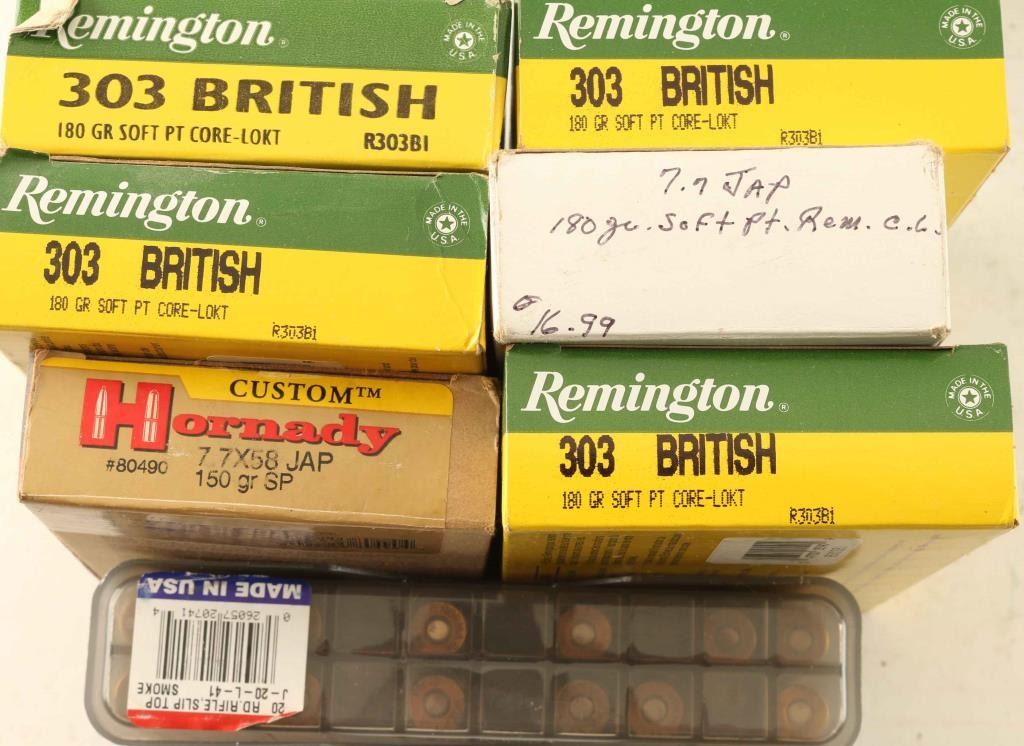 Remington®
MADE IN THE U.S.A.
303 BRITISH
180 GR SOFT PT CORE-LOKT R303B1
Remington®
MADE IN THE U.S.A.
303 BRITISH
180 GR SOFT PT CORE-LOKT
R303B1
Remington®
MADE IN THE U.S.A.
303 BRITISH
180 GR SOFT PT CORE-LOKT
R303B1
7.7 JAP
180 gr. Soft Pt. Rem. C.L.
16.99
CUSTOM™
Hornady
#80490 7.7X58 JAP
150 gr SP
Remington®
MADE IN THE U.S.A.
303 BRITISH
180 GR SOFT PT CORE-LOKT
R303B1
MADE IN USA
0 26057 20741 4
20 RD. RIFLE, SLIP TOP
J-20-L-41
SMOKE